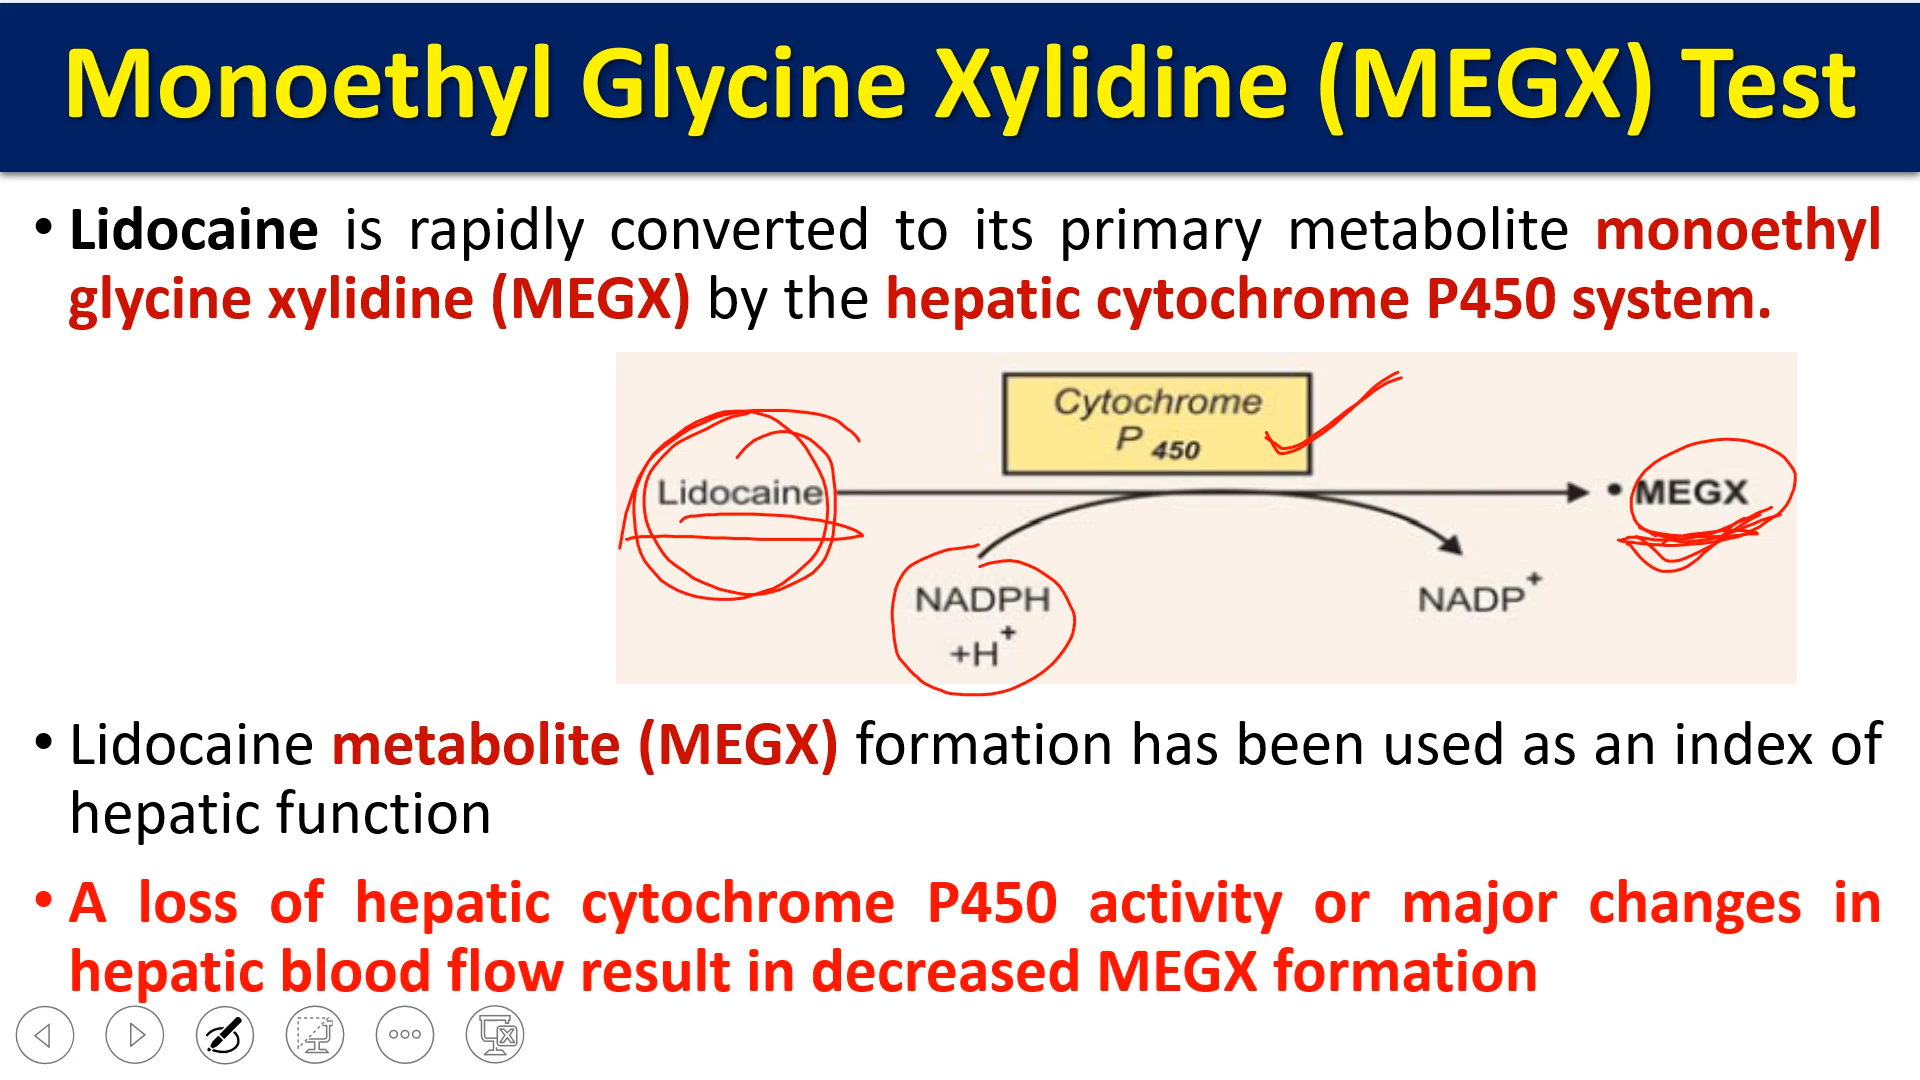 Monoethyl Glycine Xylidine (MEGX) Test
• Lidocaine is rapidly converted to its primary metabolite monoethyl
glycine xylidine (MEGX) by the hepatic cytochrome P450 system.
Cytochrome
P 450
Lidocaine
• MEGX
NADPH
+H+
NADP+
• Lidocaine metabolite (MEGX) formation has been used as an index of
hepatic function
• A loss of hepatic cytochrome P450 activity or major changes in
hepatic blood flow result in decreased MEGX formation